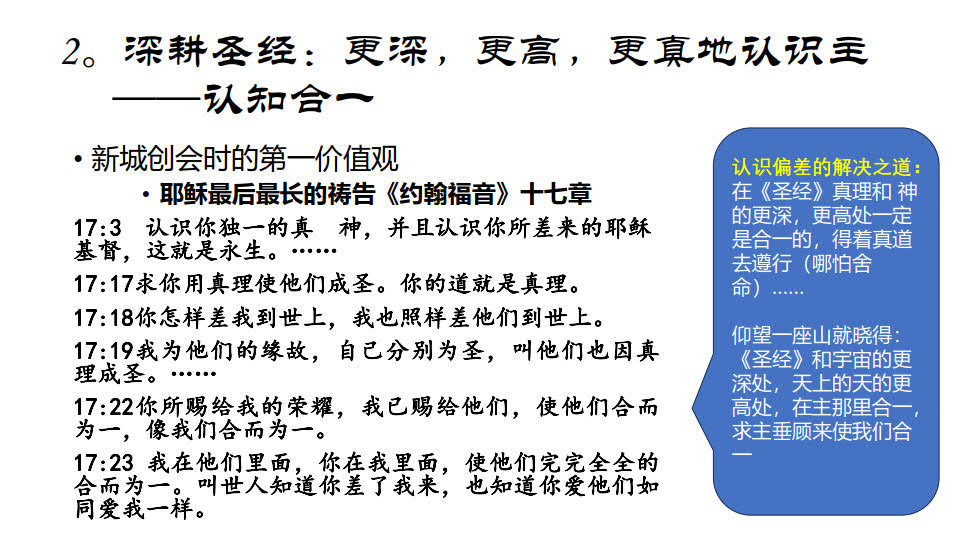 2。深耕圣经：更深，更高，更真地认识主
——认知合一
• 新城创会时的第一价值观
• 耶稣最后最长的祷告《约翰福音》十七章
17:3 认识你独一的真 神，并且认识你所差来的耶稣
基督，这就是永生。……
17:17求你用真理使他们成圣。你的道就是真理。
17:18你怎样差我到世上，我也照样差他们到世上。
17:19我为他们的缘故，自己分别为圣，叫他们也因真
理成圣。……
17:22你所赐给我的荣耀，我已赐给他们，使他们合而
为一，像我们合而为一。
17:23 我在他们里面，你在我里面，使他们完完全全的
合而为一。叫世人知道你差了我来，也知道你爱他们如
同爱我一样。
认识偏差的解决之道：
在《圣经》真理和 神
的更深，更高处一定
是合一的，得着真道
去遵行（哪怕舍
命）……
仰望一座山就晓得：
《圣经》和宇宙的更
深处，天上的天的更
高处，在主那里合一，
求主垂顾来使我们合
一